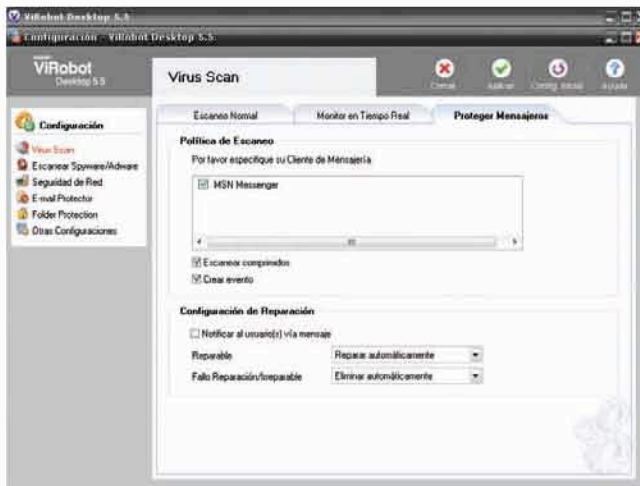 ViRobot Desktop 5.5
Configuración - ViRobot Desktop 5.5
ViRobot
Desktop 5.5
Virus Scan
Cerrar
Aplicar
Config. Inicial
Ayuda
Configuración
Virus Scan
Escanear Spyware/Adware
Seguridad de Red
E-mail Protector
Folder Protection
Otras Configuraciones
Escaneo Normal
Monitor en Tiempo Real
Proteger Mensajeros
Política de Escaneo
Por favor especifique su Cliente de Mensajería
MSN Messenger
Escanear comprimidos
Crear evento
Configuración de Reparación
Notificar al usuario(s) vía mensaje
Reparable
Reparar automáticamente
Fallo Reparación/Irreparable
Eliminar automáticamente